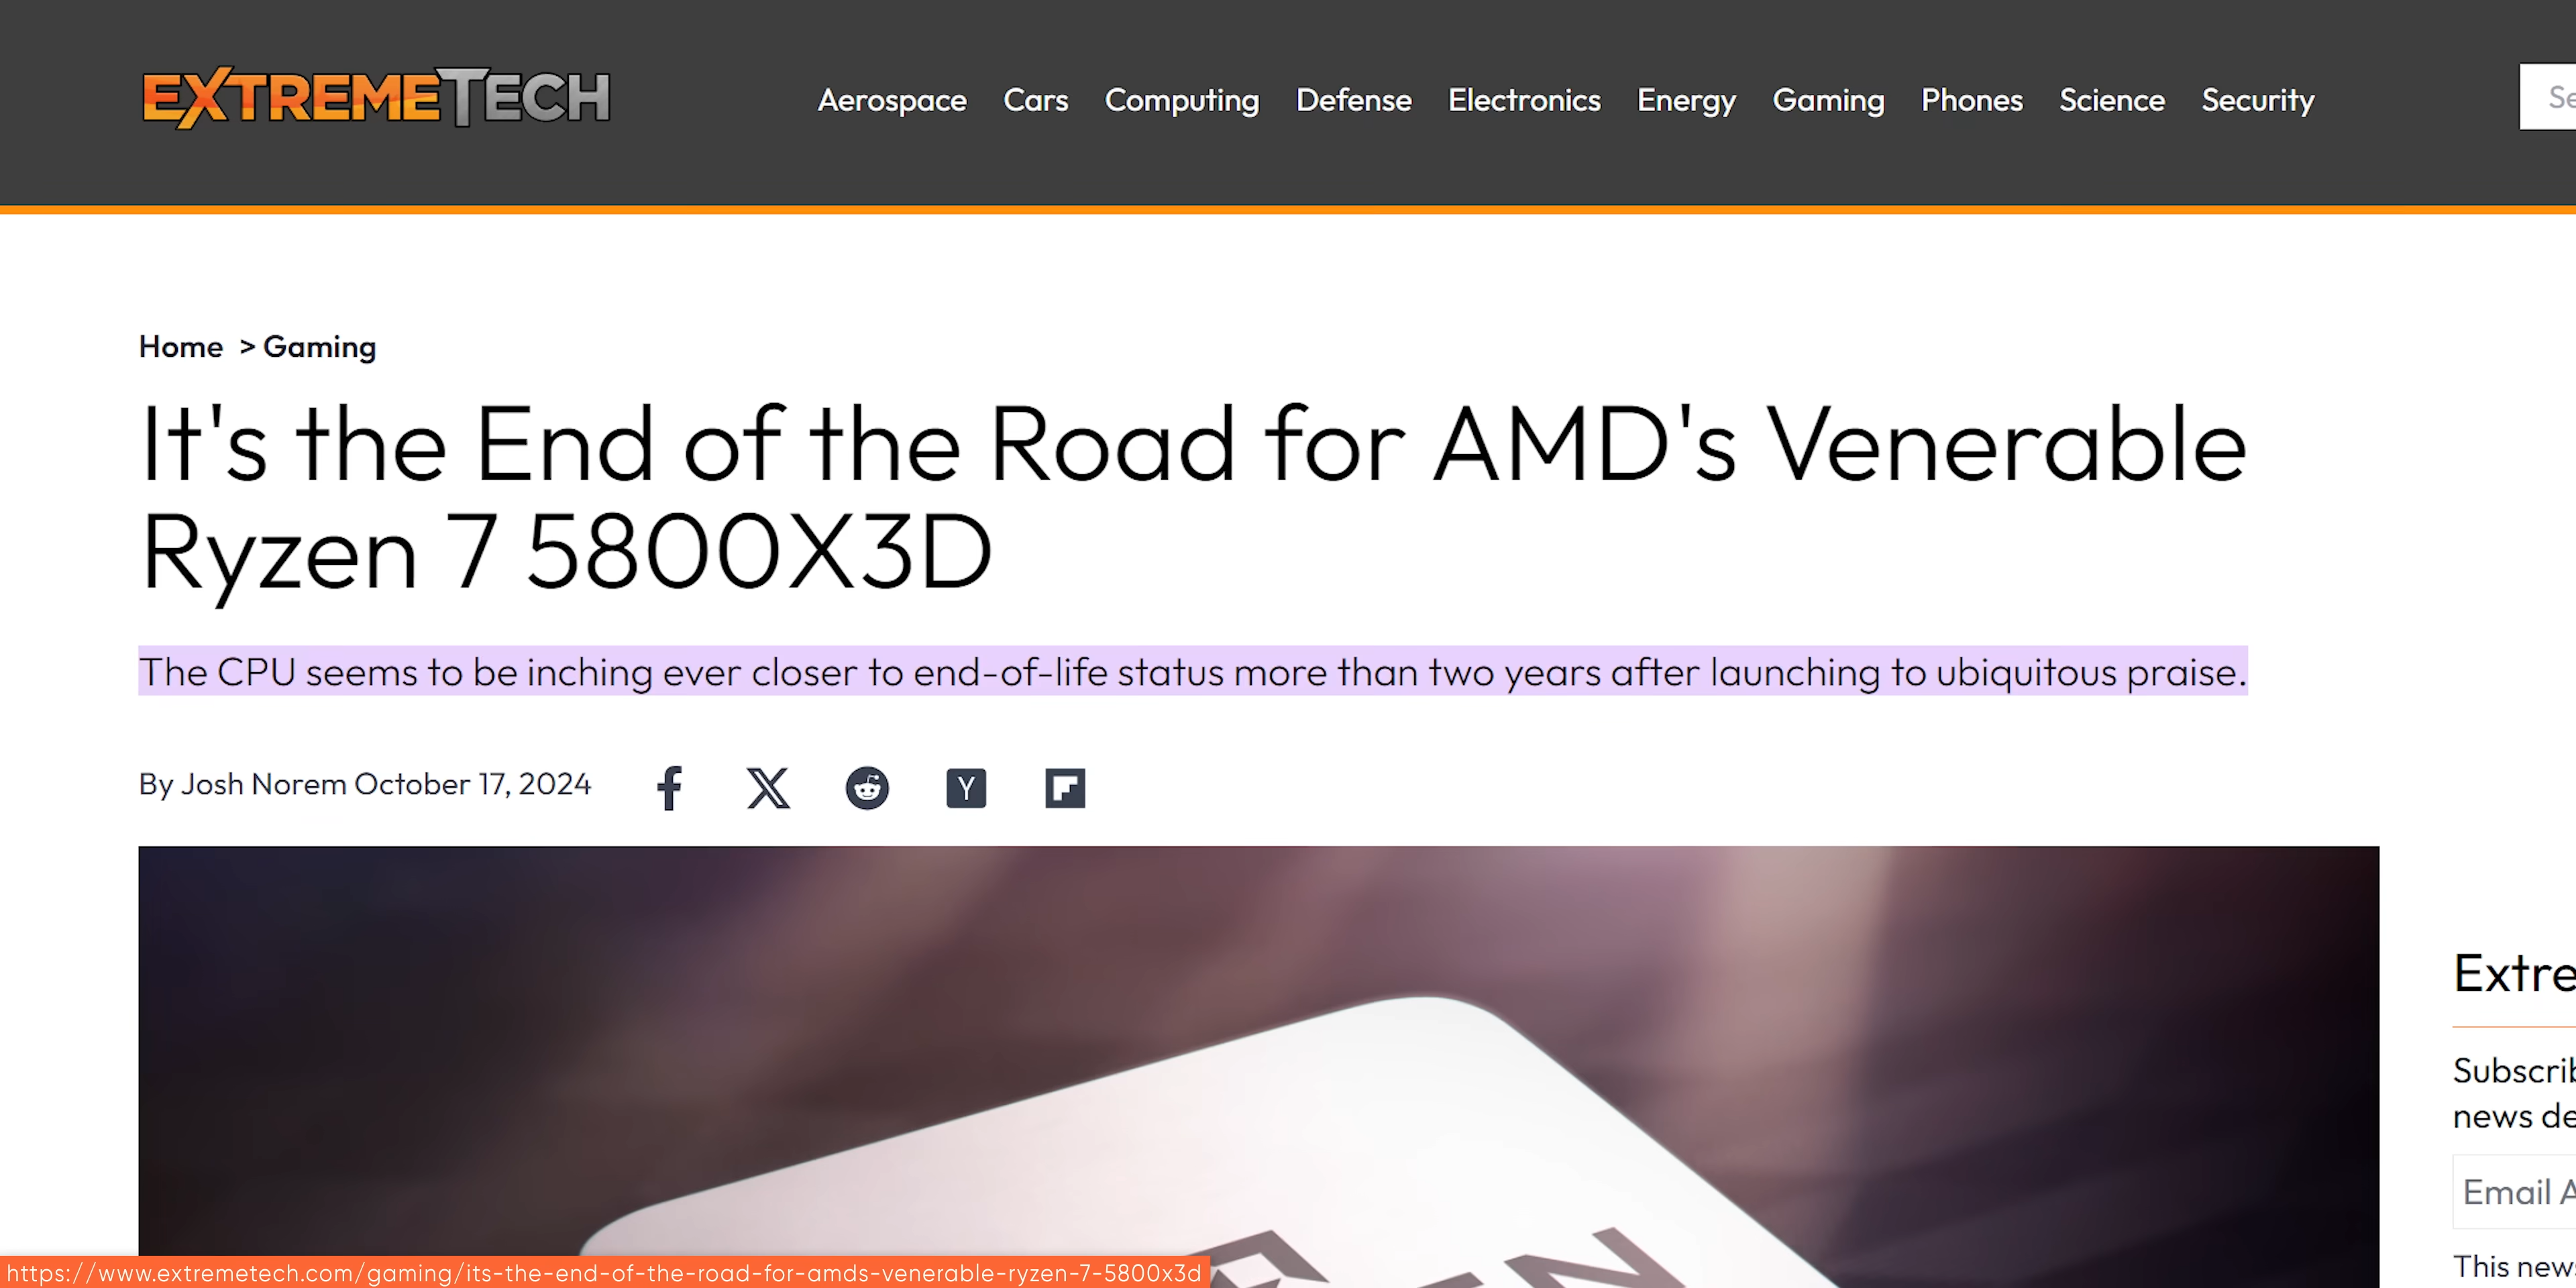 EXTREMETECH
Aerospace Cars Computing Defense Electronics Energy Gaming Phones Science Security
Home > Gaming
It's the End of the Road for AMD's Venerable
Ryzen 7 5800X3D
The CPU seems to be inching ever closer to end-of-life status more than two years after launching to ubiquitous praise.
By Josh Norem October 17, 2024
Email
news
This
https://www.extremetech.com/gaming/its-the-end-of-the-road-for-amds-venerable-ryzen-7-5800x3d